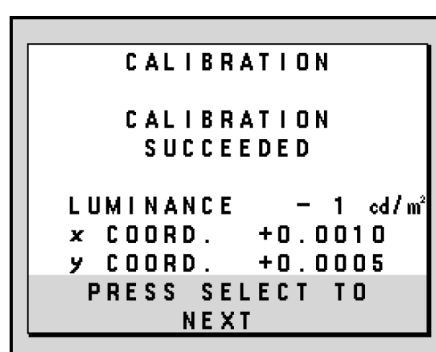 CALIBRATION
CALIBRATION
SUCCEEDED
LUMINANCE - 1 cd/m²
x COORD. +0.0010
y COORD. +0.0005
PRESS SELECT TO
NEXT